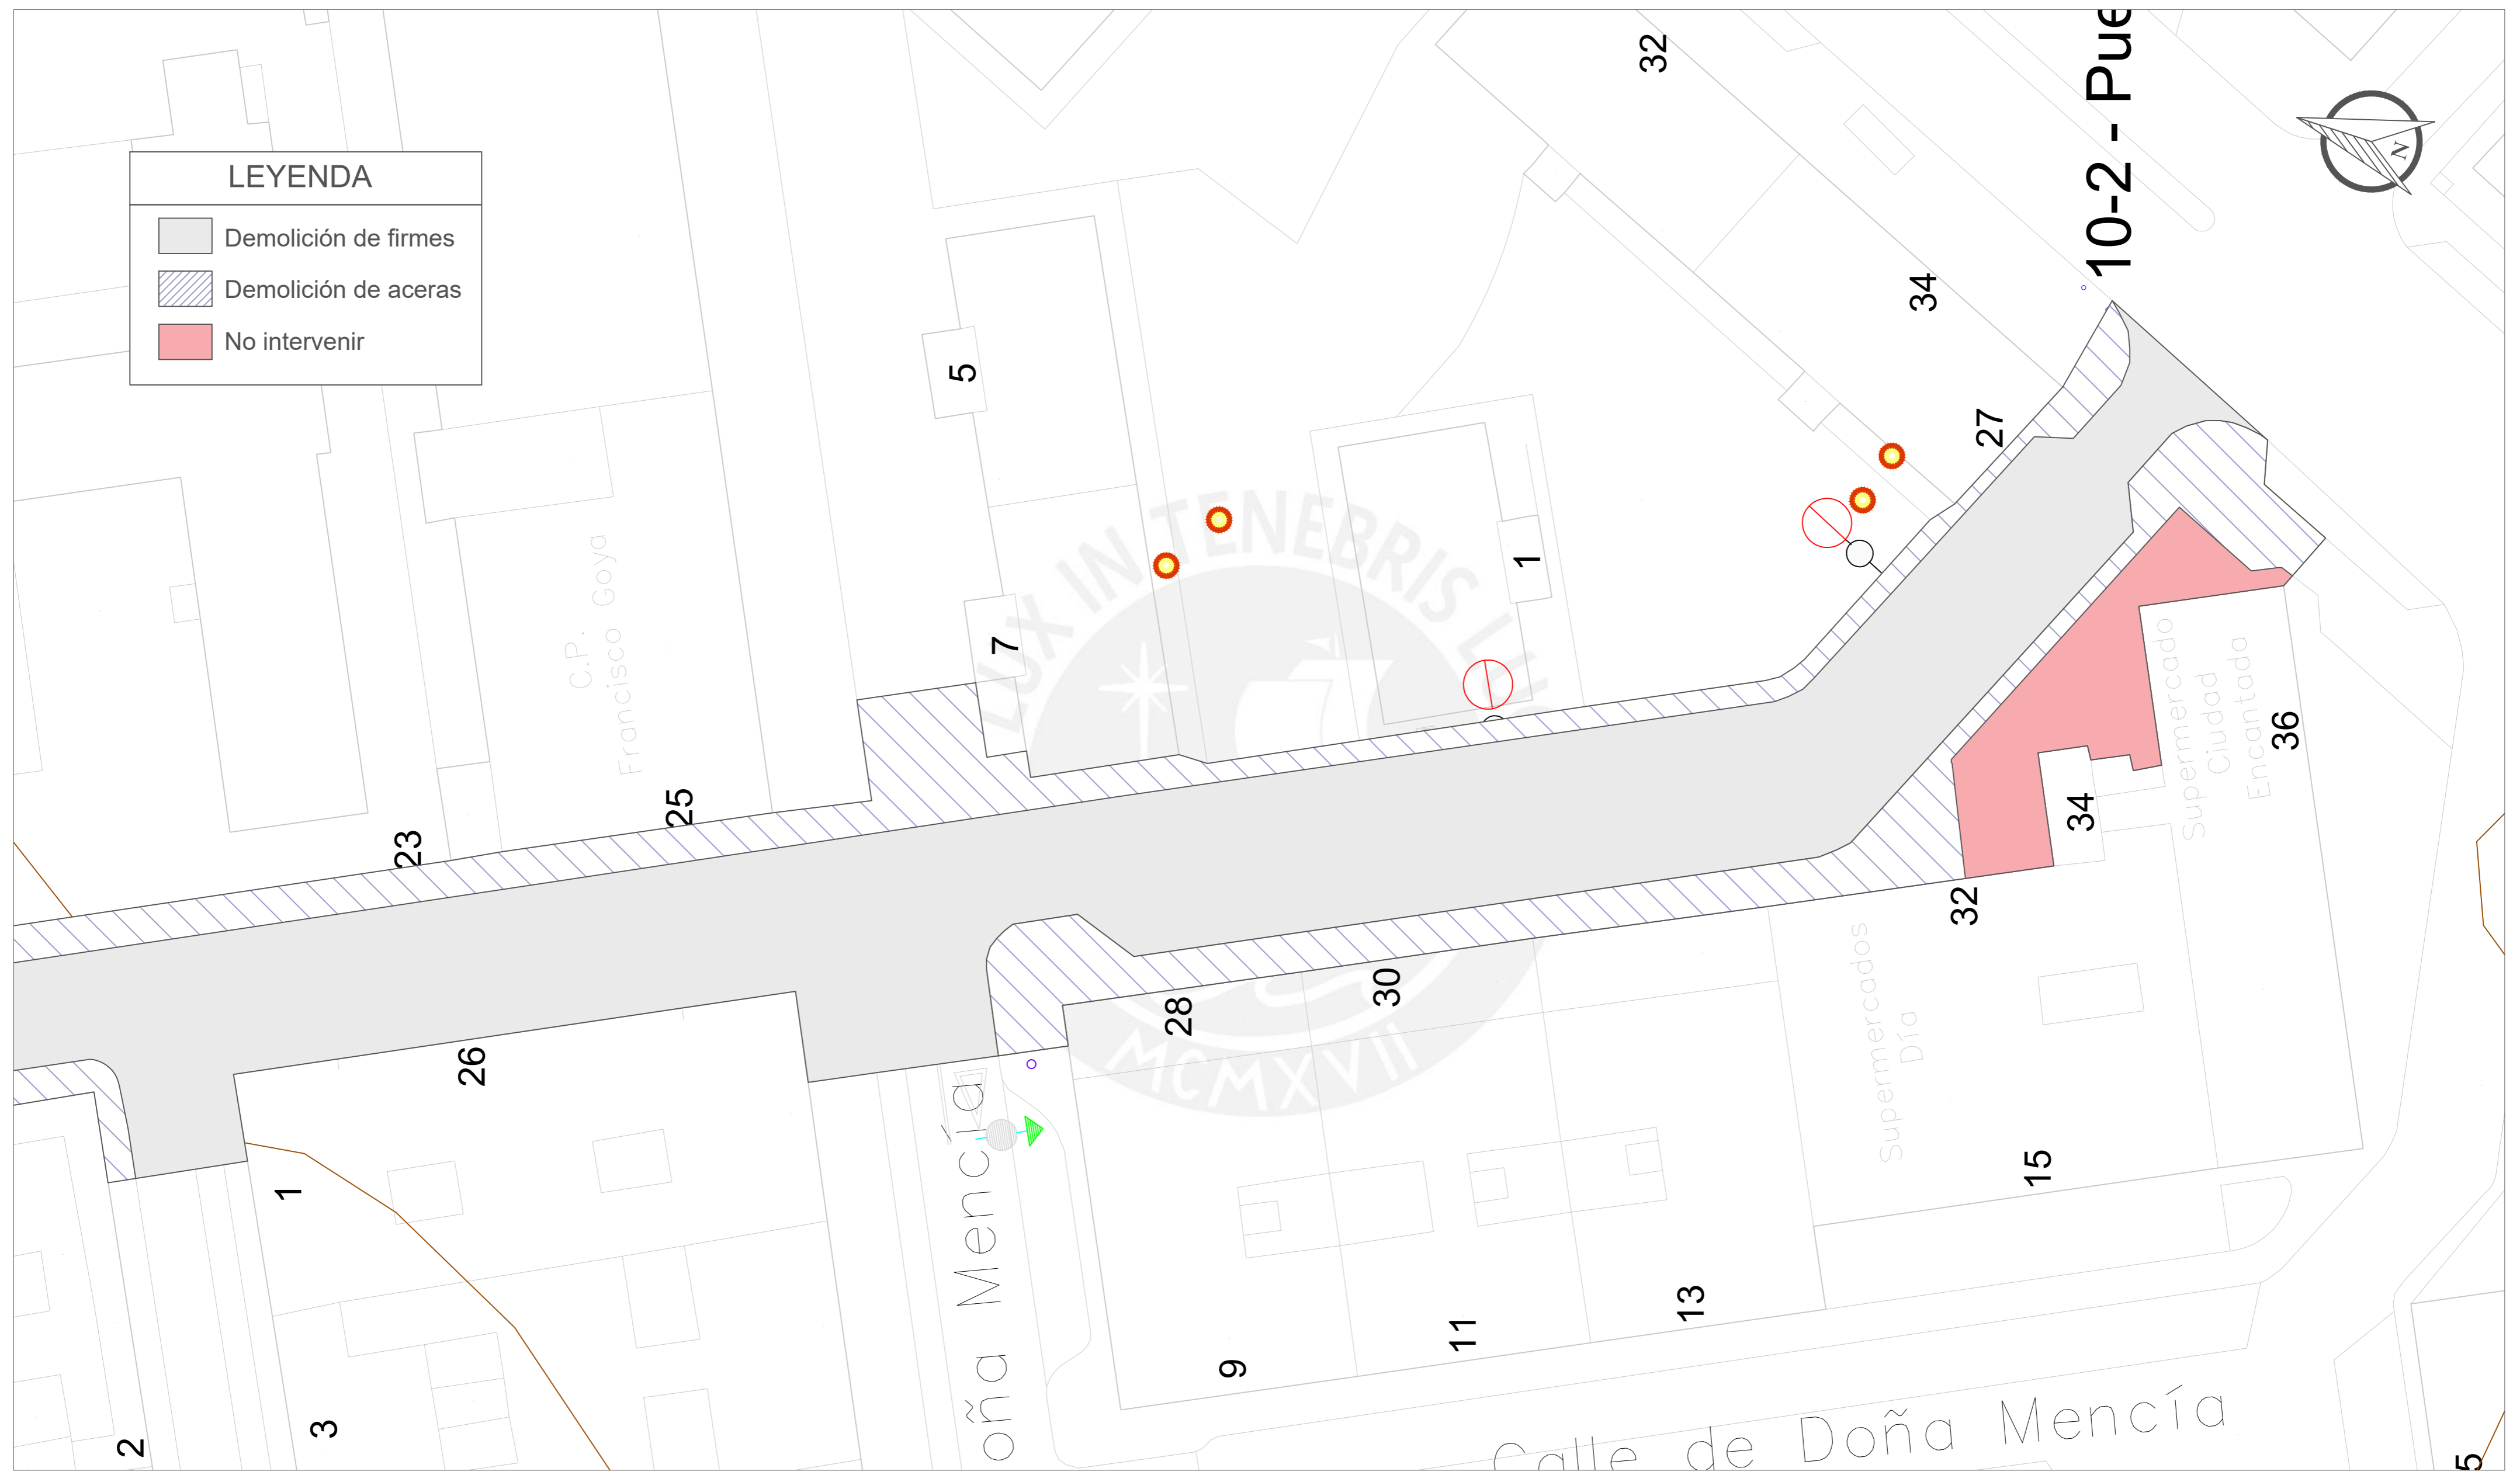 LEYENDA
Demolición de firmes
Demolición de aceras
No intervenir
32
10-2 - Pue
N
34
5
27
1
7
C.P.
Francisco Goya
25
23
Supermercado
Ciudad
Encantada
36
34
32
30
28
26
Supermercados
Día
LUX IN TENEBRIS
MCMXVII
oña Mencía
1
3
2
9
11
13
15
Calle de Doña Mencía
5